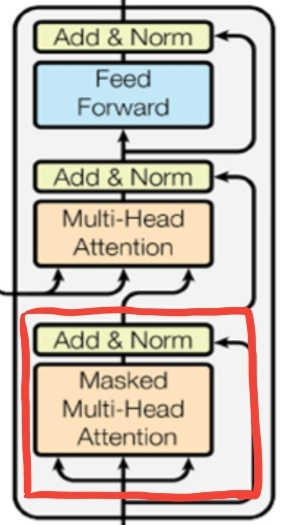 Add & Norm
Feed
Forward
Add & Norm
Multi-Head
Attention
Add & Norm
Masked
Multi-Head
Attention